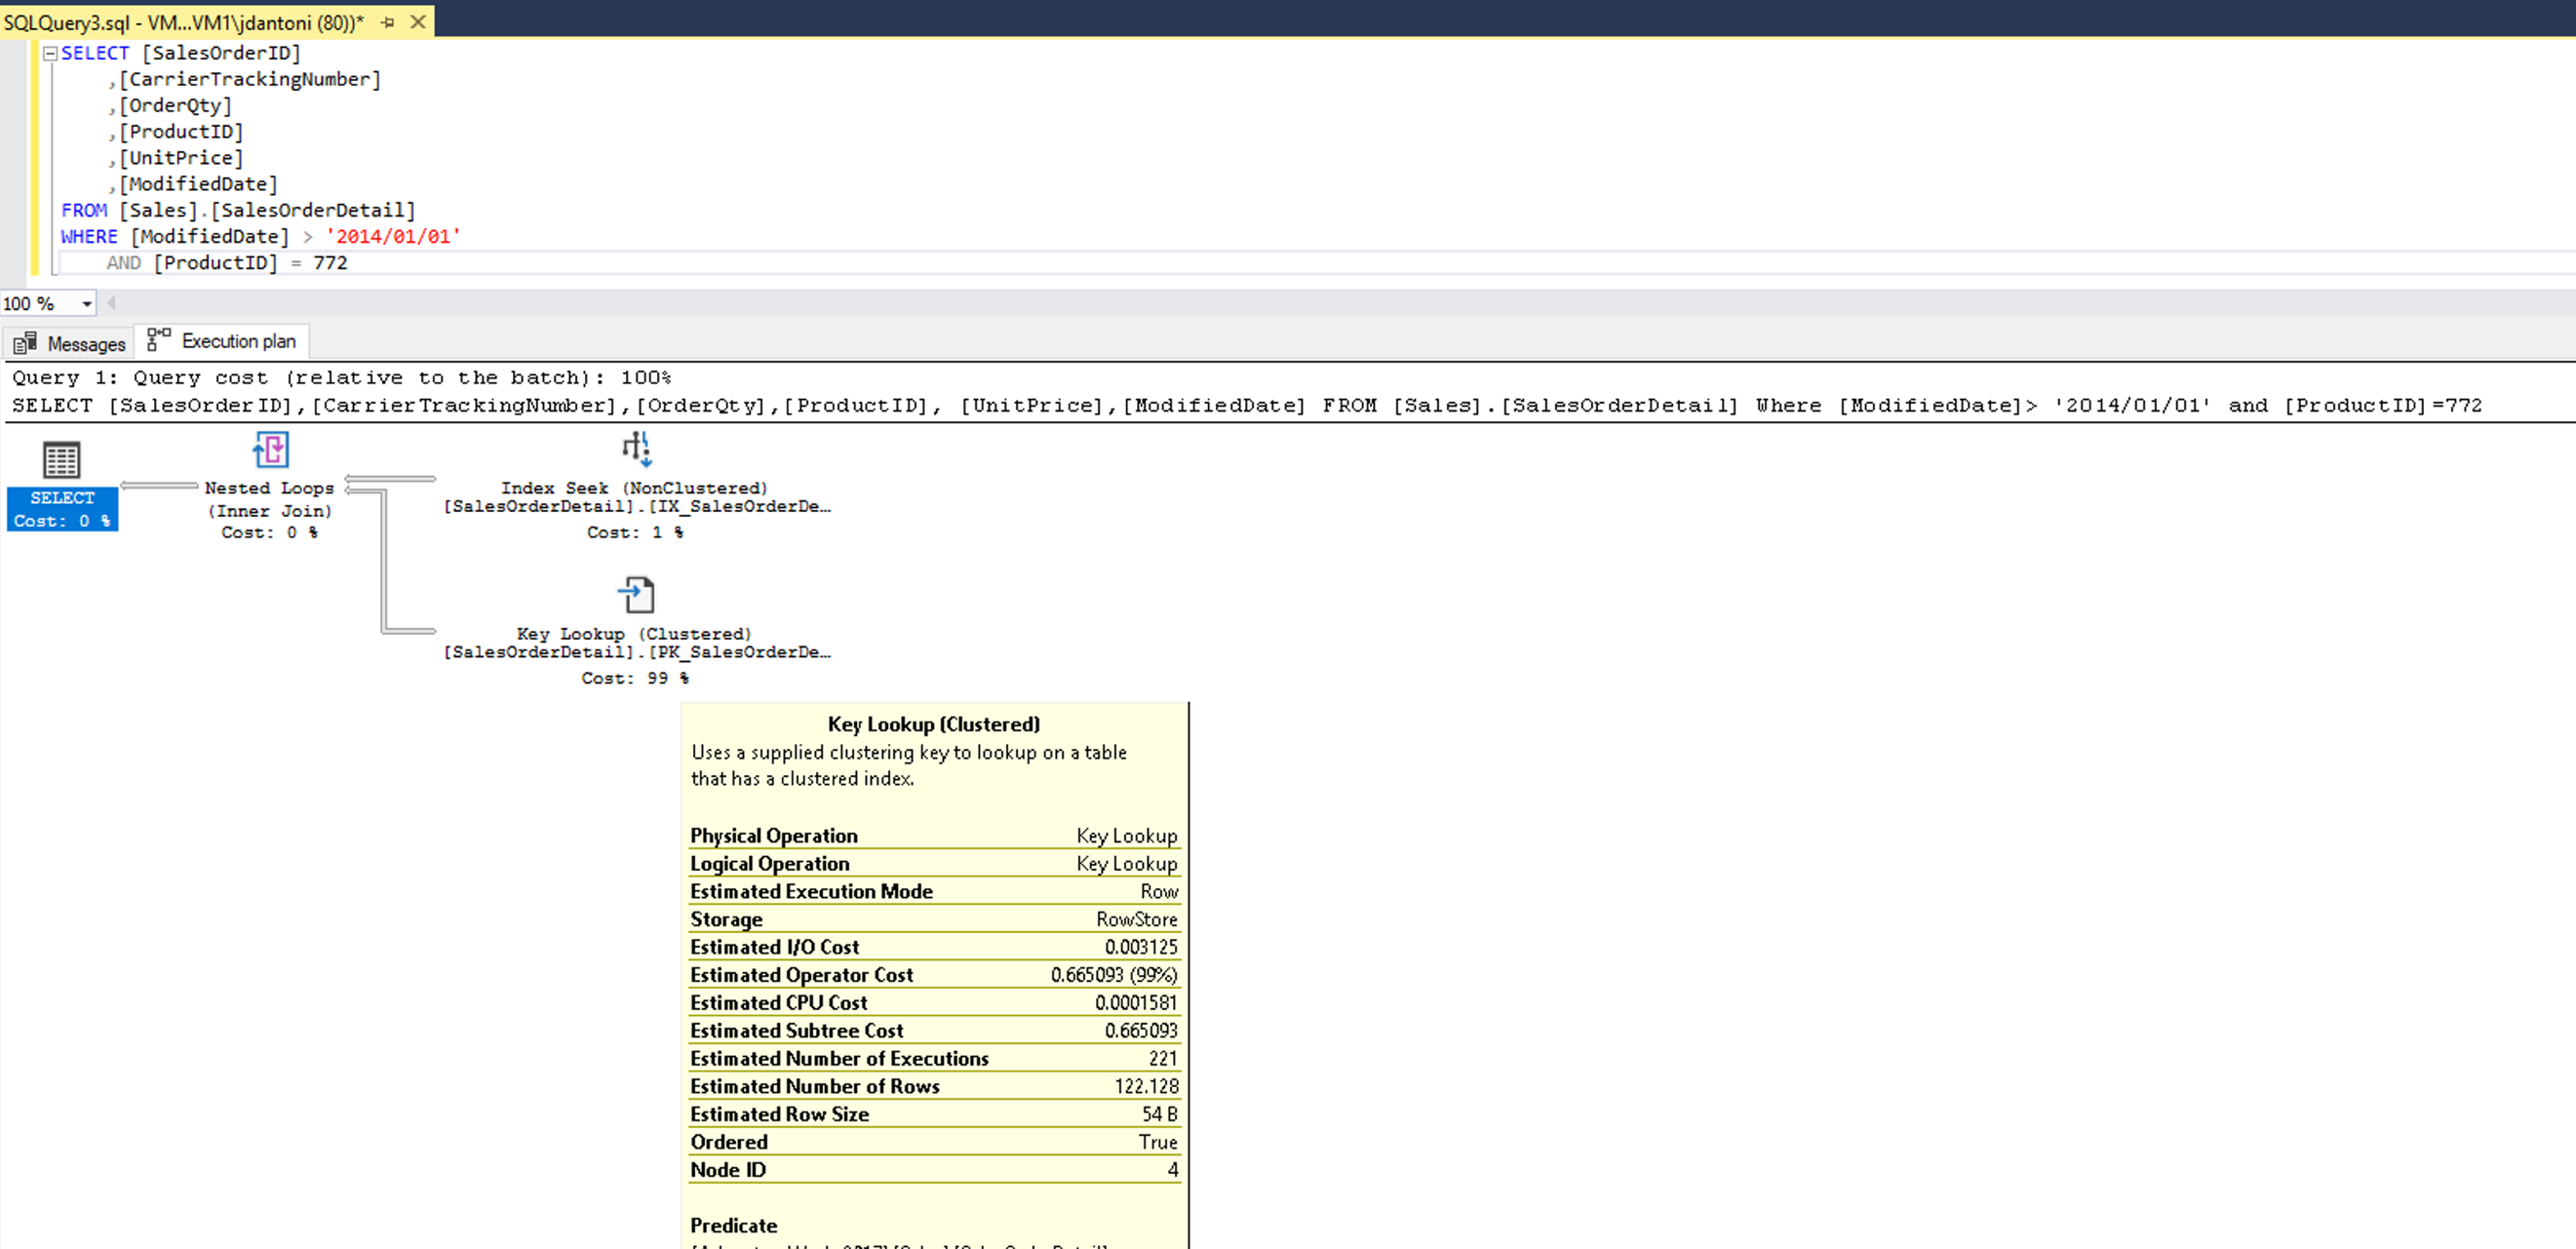 SQLQuery3.sql - VM...VM1\jdantoni (80))*
SELECT [SalesOrderID]
,[CarrierTrackingNumber]
,[OrderQty]
,[ProductID]
,[UnitPrice]
,[ModifiedDate]
FROM [Sales].[SalesOrderDetail]
WHERE [ModifiedDate] > '2014/01/01'
AND [ProductID] = 772
100 %
Messages
Execution plan
Query 1: Query cost (relative to the batch): 100%
SELECT [SalesOrderID],[CarrierTrackingNumber],[OrderQty],[ProductID], [UnitPrice],[ModifiedDate] FROM [Sales].[SalesOrderDetail] Where [ModifiedDate]> '2014/01/01' and [ProductID]=772
SELECT
Cost: 0 %
Nested Loops
(Inner Join)
Cost: 0 %
Index Seek (NonClustered)
[SalesOrderDetail].[IX_SalesOrderDe...
Cost: 1 %
Key Lookup (Clustered)
[SalesOrderDetail].[PK_SalesOrderDe...
Cost: 99 %
Key Lookup (Clustered)
Uses a supplied clustering key to lookup on a table
that has a clustered index.
Physical Operation Key Lookup
Logical Operation Key Lookup
Estimated Execution Mode Row
Storage RowStore
Estimated I/O Cost 0.003125
Estimated Operator Cost 0.665093 (99%)
Estimated CPU Cost 0.0001581
Estimated Subtree Cost 0.665093
Estimated Number of Executions 221
Estimated Number of Rows 122.128
Estimated Row Size 54 B
Ordered True
Node ID 4
Predicate